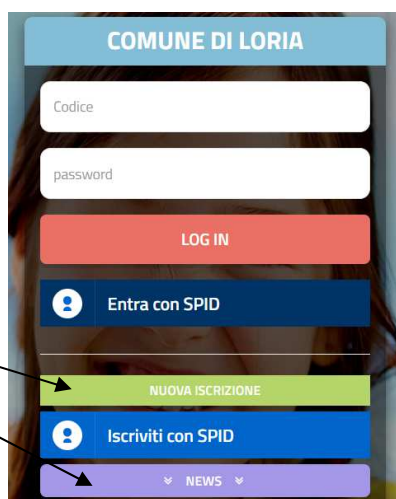 COMUNE DI LORIA
Codice
password
LOG IN
Entra con SPID
NUOVA ISCRIZIONE
Iscriviti con SPID
NEWS